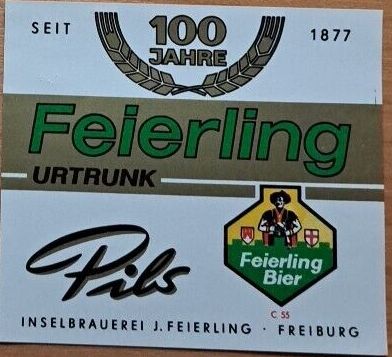 SEIT 100 1877
JAHRE
Feierling
URTRUNK
Pils
Feierling
Bier
C 55
INSELBRAUEREI J. FEIERLING · FREIBURG